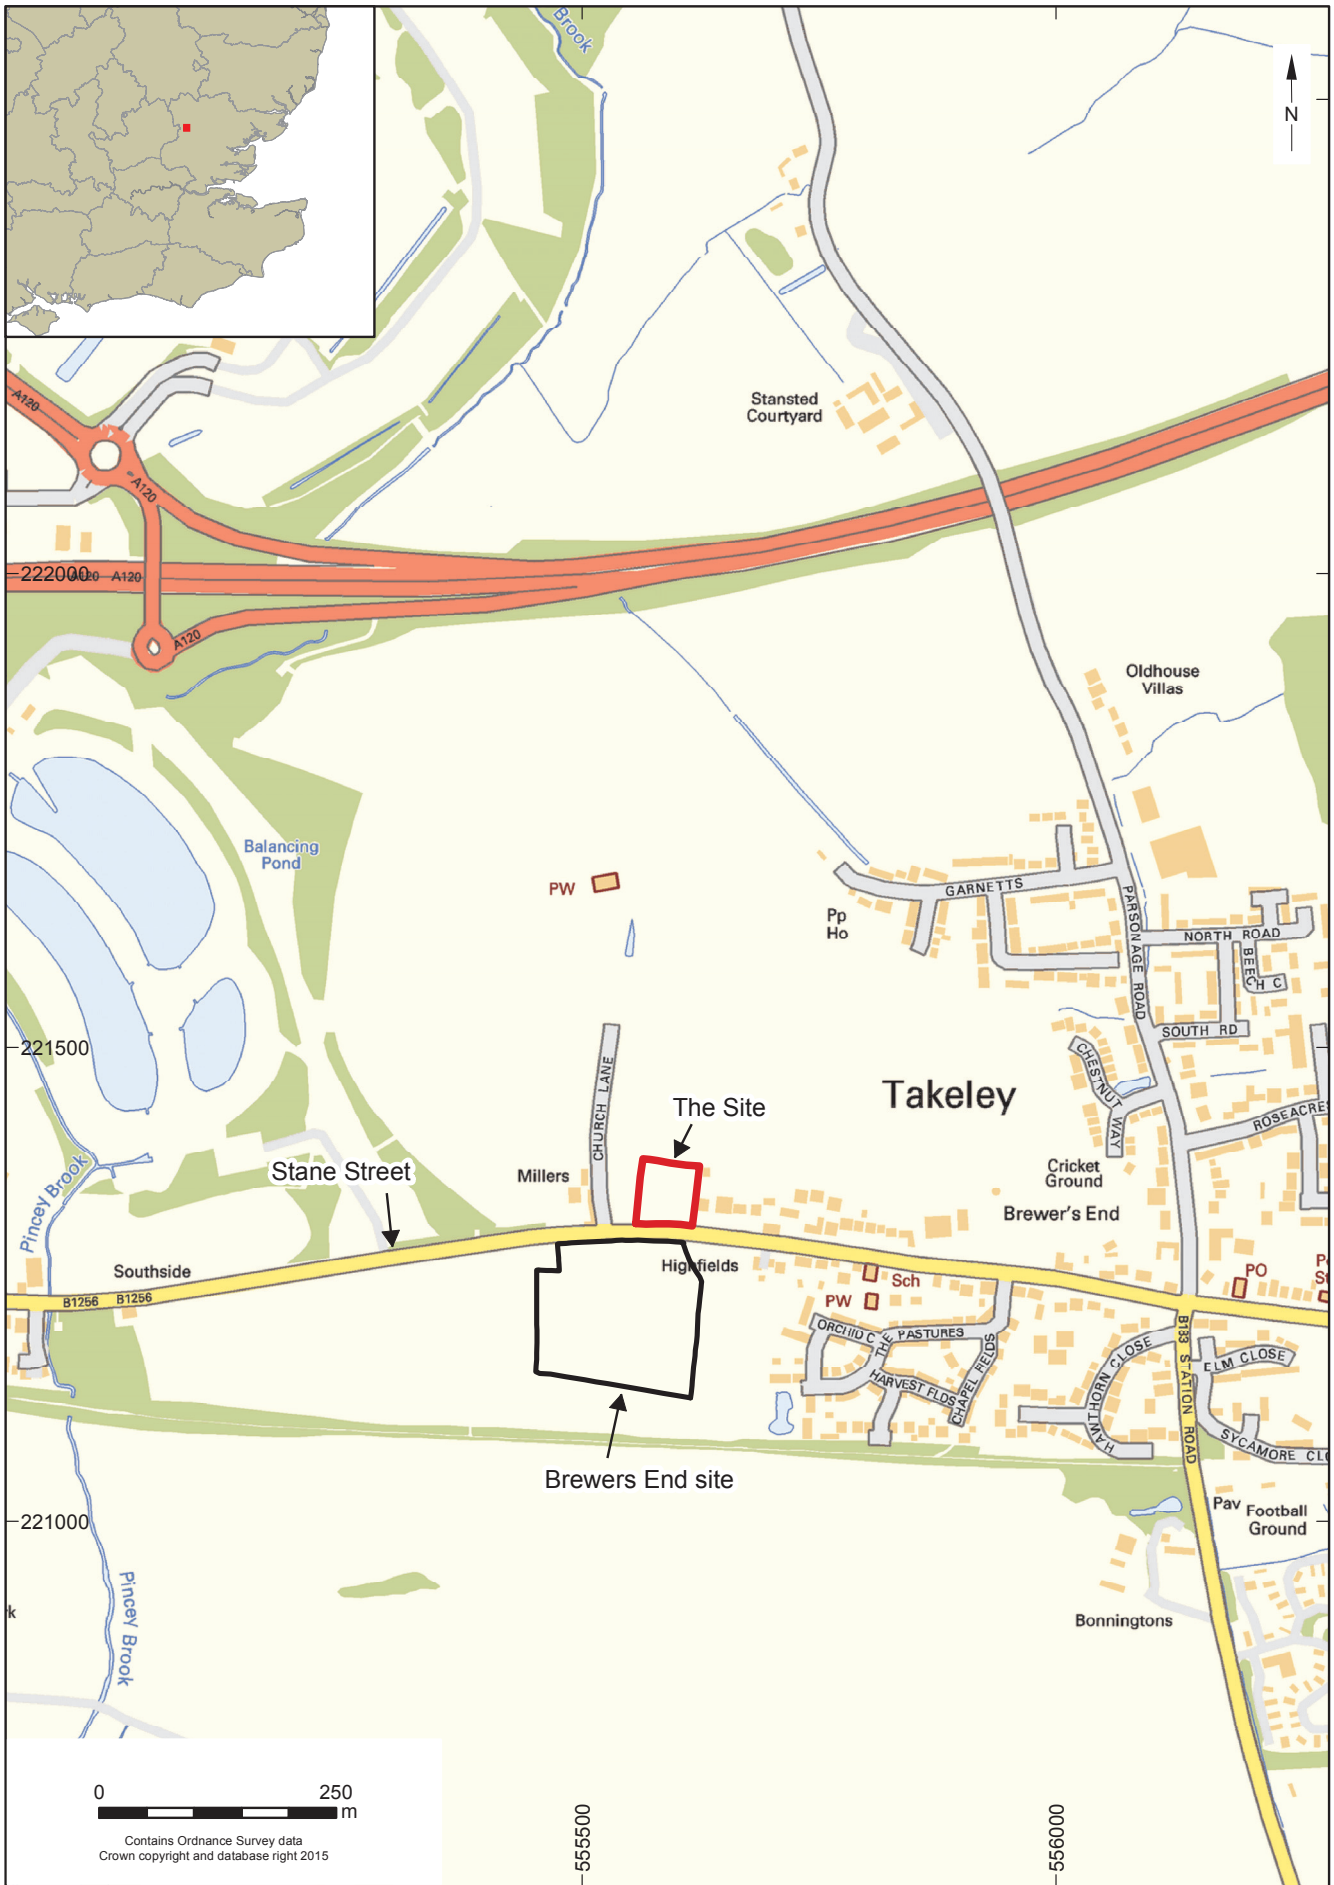 Brook
N
Stansted
Courtyard
A120
A120
A120
A120
A120
222000
Oldhouse
Villas
Balancing
Pond
PW
GARNETTS
Pp
Ho
PARSONAGE ROAD
NORTH ROAD
BEECH C
SOUTH RD
221500
CHESTNUT WAY
CHURCH LANE
Takeley
The Site
ROSEACRES
Millers
Stane Street
Cricket
Ground
Pincey Brook
Brewer's End
Southside
Highfields
Sch
PO
P
St
B1256
B1256
PW
ORCHID C
THE PASTURES
HARVEST FLDS
CHAPEL FIELDS
HAWTHORN CLOSE
B183 STATION ROAD
ELM CLOSE
SYCAMORE CLO
Brewers End site
221000
Pav
Football
Ground
Pincey Brook
k
Bonningtons
0
250
m
Contains Ordnance Survey data
Crown copyright and database right 2015
555500
556000